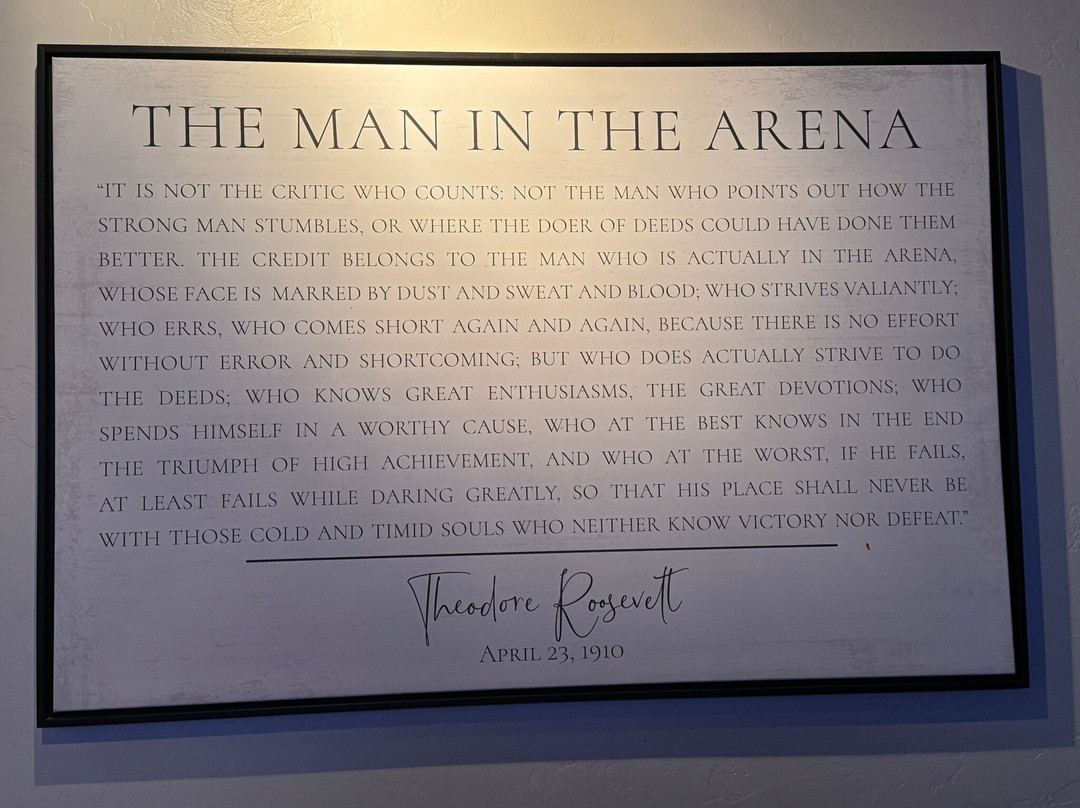 THE MAN IN THE ARENA
“IT IS NOT THE CRITIC WHO COUNTS: NOT THE MAN WHO POINTS OUT HOW THE
STRONG MAN STUMBLES, OR WHERE THE DOER OF DEEDS COULD HAVE DONE THEM
BETTER. THE CREDIT BELONGS TO THE MAN WHO IS ACTUALLY IN THE ARENA,
WHOSE FACE IS MARRED BY DUST AND SWEAT AND BLOOD; WHO STRIVES VALIANTLY;
WHO ERRS, WHO COMES SHORT AGAIN AND AGAIN, BECAUSE THERE IS NO EFFORT
WITHOUT ERROR AND SHORTCOMING; BUT WHO DOES ACTUALLY STRIVE TO DO
THE DEEDS; WHO KNOWS GREAT ENTHUSIASMS, THE GREAT DEVOTIONS; WHO
SPENDS HIMSELF IN A WORTHY CAUSE, WHO AT THE BEST KNOWS IN THE END
THE TRIUMPH OF HIGH ACHIEVEMENT, AND WHO AT THE WORST, IF HE FAILS,
AT LEAST FAILS WHILE DARING GREATLY, SO THAT HIS PLACE SHALL NEVER BE
WITH THOSE COLD AND TIMID SOULS WHO NEITHER KNOW VICTORY NOR DEFEAT.”
Theodore Roosevelt
APRIL 23, 1910